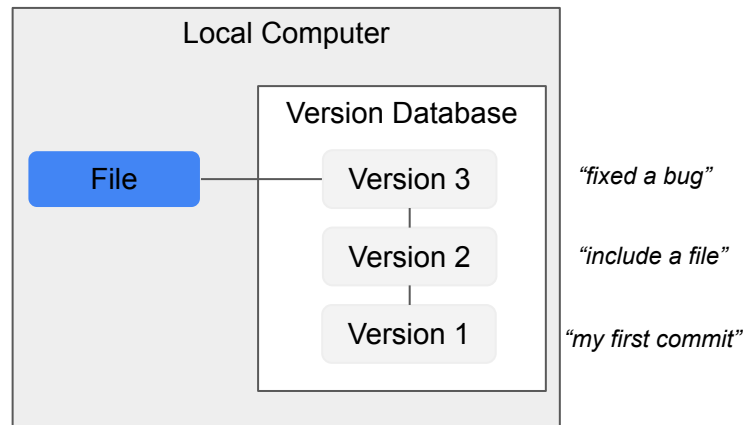 Local Computer
Version Database
File
Version 3
“fixed a bug”
Version 2
“include a file”
Version 1
“my first commit”